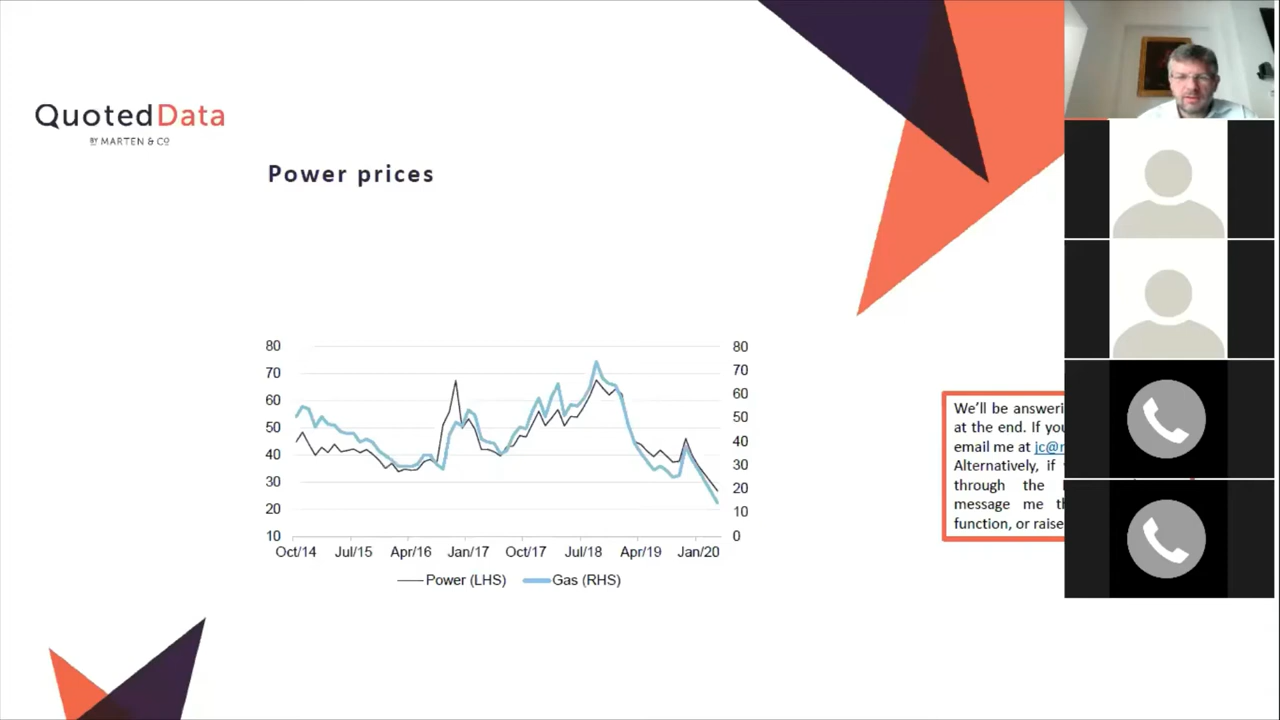 QuotedData
BY MARTEN & CO
Power prices
80
70
60
50
40
30
20
10
80
70
60
50
40
30
20
10
0
Oct/14 Jul/15 Apr/16 Jan/17 Oct/17 Jul/18 Apr/19 Jan/20
Power (LHS) Gas (RHS)
We'll be answeri
at the end. If you
email me at jc@
Alternatively, if
through the
message me th
function, or raise